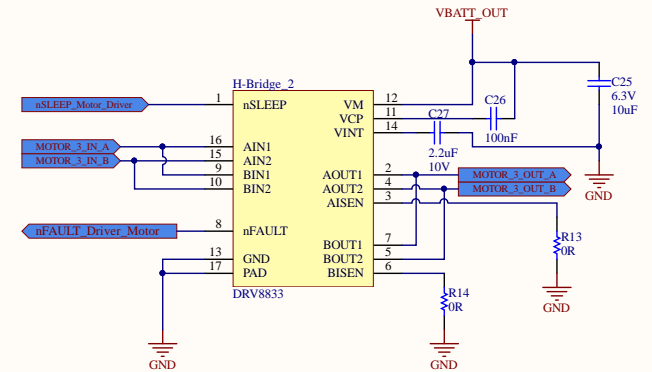 VBATT_OUT
H-Bridge_2
nSLEEP_Motor_Driver 1 nSLEEP VM 12
VCP 11
VINT 14
C27
2.2uF
10V
C26
100nF
C25
6.3V
10uF
GND
MOTOR_3_IN_A 16 AIN1
MOTOR_3_IN_B 15 AIN2
9 BIN1
10 BIN2
AOUT1 2 MOTOR_3_OUT_A
AOUT2 4 MOTOR_3_OUT_B
AISEN 3
nFAULT_Driver_Motor 8 nFAULT
BOUT1 7
BOUT2 5
BISEN 6
13 GND
17 PAD
DRV8833
R13
0R
GND
R14
0R
GND
GND